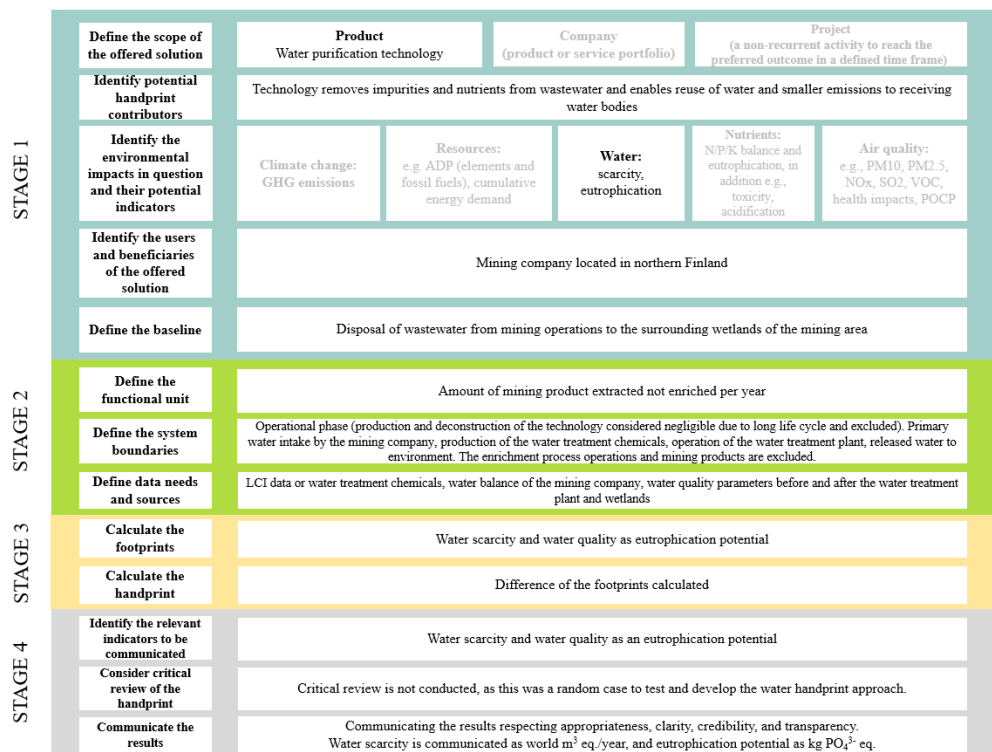 STAGE 1
Define the scope of
the offered solution
Product
Water purification technology
Company
(product or service portfolio)
Project
(a non-recurrent activity to reach the
preferred outcome in a defined time frame)
Identify potential
handprint
contributors
Technology removes impurities and nutrients from wastewater and enables reuse of water and smaller emissions to receiving
water bodies
Identify the
environmental
impacts in question
and their potential
indicators
Climate change:
GHG emissions
Resources:
e.g. ADP (elements and
fossil fuels), cumulative
energy demand
Water:
scarcity,
eutrophication
Nutrients:
N/P/K balance and
eutrophication, in
addition e.g.,
toxicity,
acidification
Air quality:
e.g., PM10, PM2.5,
NOx, SO2, VOC,
health impacts, POCP
Identify the users
and beneficiaries
of the offered
solution
Mining company located in northern Finland
Define the baseline
Disposal of wastewater from mining operations to the surrounding wetlands of the mining area
STAGE 2
Define the
functional unit
Amount of mining product extracted not enriched per year
Define the system
boundaries
Operational phase (production and deconstruction of the technology considered negligible due to long life cycle and excluded). Primary
water intake by the mining company, production of the water treatment chemicals, operation of the water treatment plant, released water to
environment. The enrichment process operations and mining products are excluded.
Define data needs
and sources
LCI data or water treatment chemicals, water balance of the mining company, water quality parameters before and after the water treatment
plant and wetlands
STAGE 3
Calculate the
footprints
Water scarcity and water quality as eutrophication potential
Calculate the
handprint
Difference of the footprints calculated
STAGE 4
Identify the relevant
indicators to be
communicated
Water scarcity and water quality as an eutrophication potential
Consider critical
review of the
handprint
Critical review is not conducted, as this was a random case to test and develop the water handprint approach.
Communicate the
results
Communicating the results respecting appropriateness, clarity, credibility, and transparency.
Water scarcity is communicated as world m³ eq./year, and eutrophication potential as kg PO₄³⁻ eq.